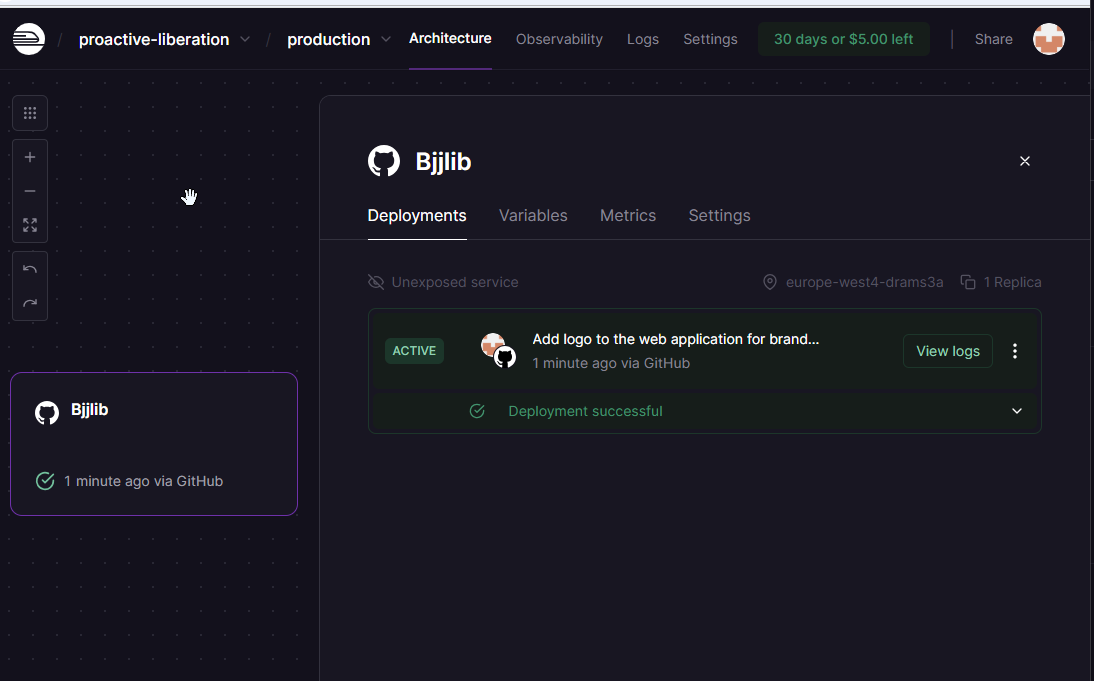 / proactive-liberation / production Architecture Observability Logs Settings 30 days or $5.00 left | Share
Bjjlib
Deployments Variables Metrics Settings
Unexposed service europe-west4-drams3a 1 Replica
ACTIVE Add logo to the web application for brand... View logs
1 minute ago via GitHub
Deployment successful
Bjjlib
1 minute ago via GitHub